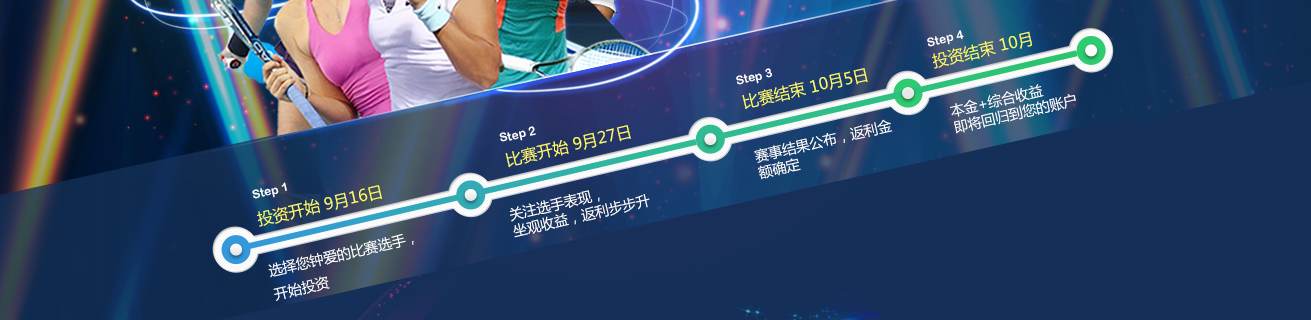 Step 1
投资开始 9月16日
选择您钟爱的比赛选手，
开始投资
Step 2
比赛开始 9月27日
关注选手表现，
坐观收益，返利步步升
Step 3
比赛结束 10月5日
赛事结果公布，返利金
额确定
Step 4
投资结束 10月
本金+综合收益
即将回归到您的账户